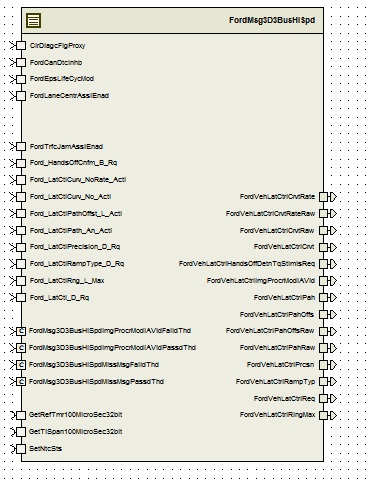 FordMsg3D3BusHiSpd
ClrDiagcFlgProxy
FordCanDtcInhb
FordEpsLifeCycMod
FordLaneCentrAssiEnad
FordTrfcJamAssiEnad
Ford_HandsOffCnfm_B_Rq
Ford_LatCtlCurv_NoRate_Actl
Ford_LatCtlCurv_No_Actl
Ford_LatCtlPathOffst_L_Actl
Ford_LatCtlPath_An_Actl
Ford_LatCtlPrecision_D_Rq
Ford_LatCtlRampType_D_Rq
Ford_LatCtlRng_L_Max
Ford_LatCtl_D_Rq
FordMsg3D3BusHiSpdImgProcrModlAVldFaildThd
FordMsg3D3BusHiSpdImgProcrModlAVldPassdThd
FordMsg3D3BusHiSpdMissMsgFaildThd
FordMsg3D3BusHiSpdMissMsgPassdThd
GetRefTmr100MicroSec32bit
GetTiSpan100MicroSec32bit
SetNtcSts
FordVehLatCtrlCrvtRate
FordVehLatCtrlCrvtRateRaw
FordVehLatCtrlCrvtRaw
FordVehLatCtrlCrvt
FordVehLatCtrlHandsOffDetnTqStimlsReq
FordVehLatCtrlImgProcrModlAVld
FordVehLatCtrlPah
FordVehLatCtrlPahOffs
FordVehLatCtrlPahOffsRaw
FordVehLatCtrlPahRaw
FordVehLatCtrlPrcsn
FordVehLatCtrlRampTyp
FordVehLatCtrlReq
FordVehLatCtrlRingMax